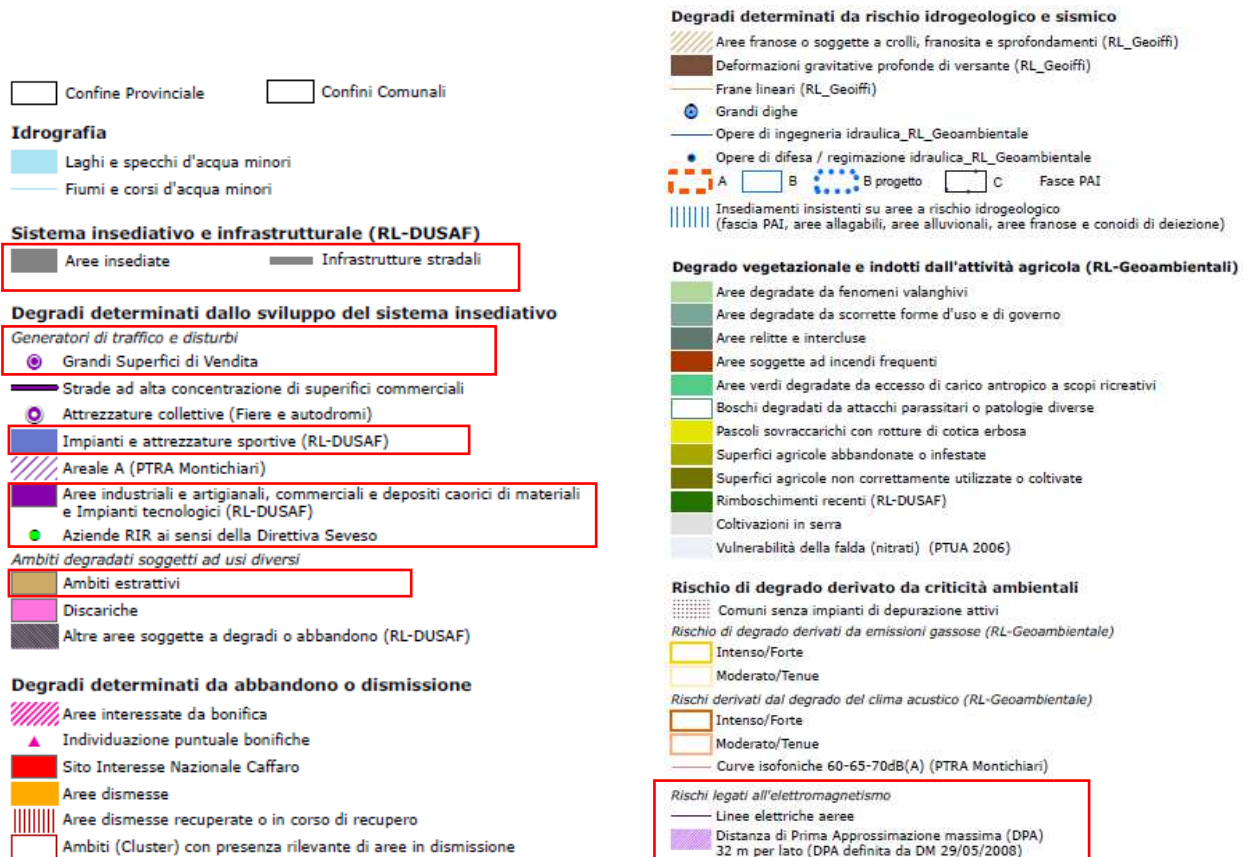 Confine Provinciale
Confini Comunali
Idrografia
Laghi e specchi d'acqua minori
Fiumi e corsi d'acqua minori
Sistema insediativo e infrastrutturale (RL-DUSAF)
Aree insediate
Infrastrutture stradali
Degradi determinati dallo sviluppo del sistema insediativo
Generatori di traffico e disturbi
Grandi Superfici di Vendita
Strade ad alta concentrazione di superifici commerciali
Attrezzature collettive (Fiere e autodromi)
Impianti e attrezzature sportive (RL-DUSAF)
Areale A (PTRA Montichiari)
Aree industriali e artigianali, commerciali e depositi caorici di materiali
e Impianti tecnologici (RL-DUSAF)
Aziende RIR ai sensi della Direttiva Seveso
Ambiti degradati soggetti ad usi diversi
Ambiti estrattivi
Discariche
Altre aree soggette a degradi o abbandono (RL-DUSAF)
Degradi determinati da abbandono o dismissione
Aree interessate da bonifica
Individuazione puntuale bonifiche
Sito Interesse Nazionale Caffaro
Aree dismesse
Aree dismesse recuperate o in corso di recupero
Ambiti (Cluster) con presenza rilevante di aree in dismissione
Degradi determinati da rischio idrogeologico e sismico
Aree franose o soggette a crolli, franosita e sprofondamenti (RL_Geoiffi)
Deformazioni gravitative profonde di versante (RL_Geoiffi)
Frane lineari (RL_Geoiffi)
Grandi dighe
Opere di ingegneria idraulica_RL_Geoambientale
Opere di difesa / regimazione idraulica_RL_Geoambientale
A B B progetto C Fasce PAI
Insediamenti insistenti su aree a rischio idrogeologico
(fascia PAI, aree allagabili, aree alluvionali, aree franose e conoidi di deiezione)
Degrado vegetazionale e indotti dall'attività agricola (RL-Geoambientali)
Aree degradate da fenomeni valanghivi
Aree degradate da scorrette forme d'uso e di governo
Aree relitte e intercluse
Aree soggette ad incendi frequenti
Aree verdi degradate da eccesso di carico antropico a scopi ricreativi
Boschi degradati da attacchi parassitari o patologie diverse
Pascoli sovraccarichi con rotture di cotica erbosa
Superfici agricole abbandonate o infestate
Superfici agricole non correttamente utilizzate o coltivate
Rimboschimenti recenti (RL-DUSAF)
Coltivazioni in serra
Vulnerabilità della falda (nitrati) (PTUA 2006)
Rischio di degrado derivato da criticità ambientali
Comuni senza impianti di depurazione attivi
Rischio di degrado derivati da emissioni gassose (RL-Geoambientale)
Intenso/Forte
Moderato/Tenue
Rischi derivati dal degrado del clima acustico (RL-Geoambientale)
Intenso/Forte
Moderato/Tenue
Curve isofoniche 60-65-70dB(A) (PTRA Montichiari)
Rischi legati all'elettromagnetismo
Linee elettriche aeree
Distanza di Prima Approssimazione massima (DPA)
32 m per lato (DPA definita da DM 29/05/2008)